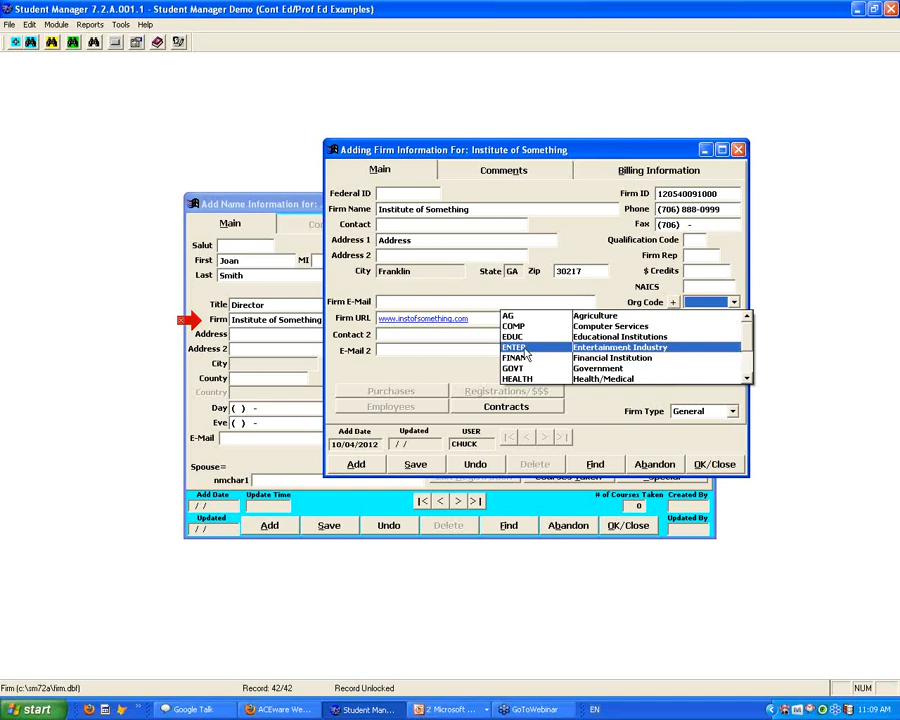 Student Manager 7.2.A.001.1 - Student Manager Demo (Cont Ed/Prof Ed Examples)
File Edit Module Reports Tools Help
Adding Firm Information For: Institute of Something
Main Comments Billing Information
Federal ID Firm ID 120540091000
Firm Name Institute of Something Phone (706) 888-0999
Contact Fax (706) -
Address 1 Address Qualification Code
Address 2 Firm Rep
City Franklin State GA Zip 30217 $ Credits
NAICS
Firm E-Mail Org Code +
Firm URL www.instofsomething.com
Contact 2
E-Mail 2
AG Agriculture
COMP Computer Services
EDUC Educational Institutions
ENTER Entertainment Industry
FINAN Financial Institution
GOVT Government
HEALTH Health/Medical
Purchases Registrations/$$$
Employees Contracts
Firm Type General
Add Date Updated USER
10/04/2012 / / CHUCK |< < > >|
Add Save Undo Delete Find Abandon OK/Close
Add Name Information for:
Main
Salut
First Joan MI
Last Smith
Title Director
Firm Institute of Something
Address
Address 2
City
County
Country
Day ( ) -
Eve ( ) -
E-Mail
Spouse=
nmchar1
Add Date Update Time |< < > >| # of Courses Taken Created By
/ / 0
Updated Updated By
/ /
Add Save Undo Delete Find Abandon OK/Close
Firm (c:\sm72a\firm.dbf) Record: 42/42 Record Unlocked NUM
start Google Talk ACEware We... Student Man... 2 Microsoft ... GoToWebinar EN 11:09 AM